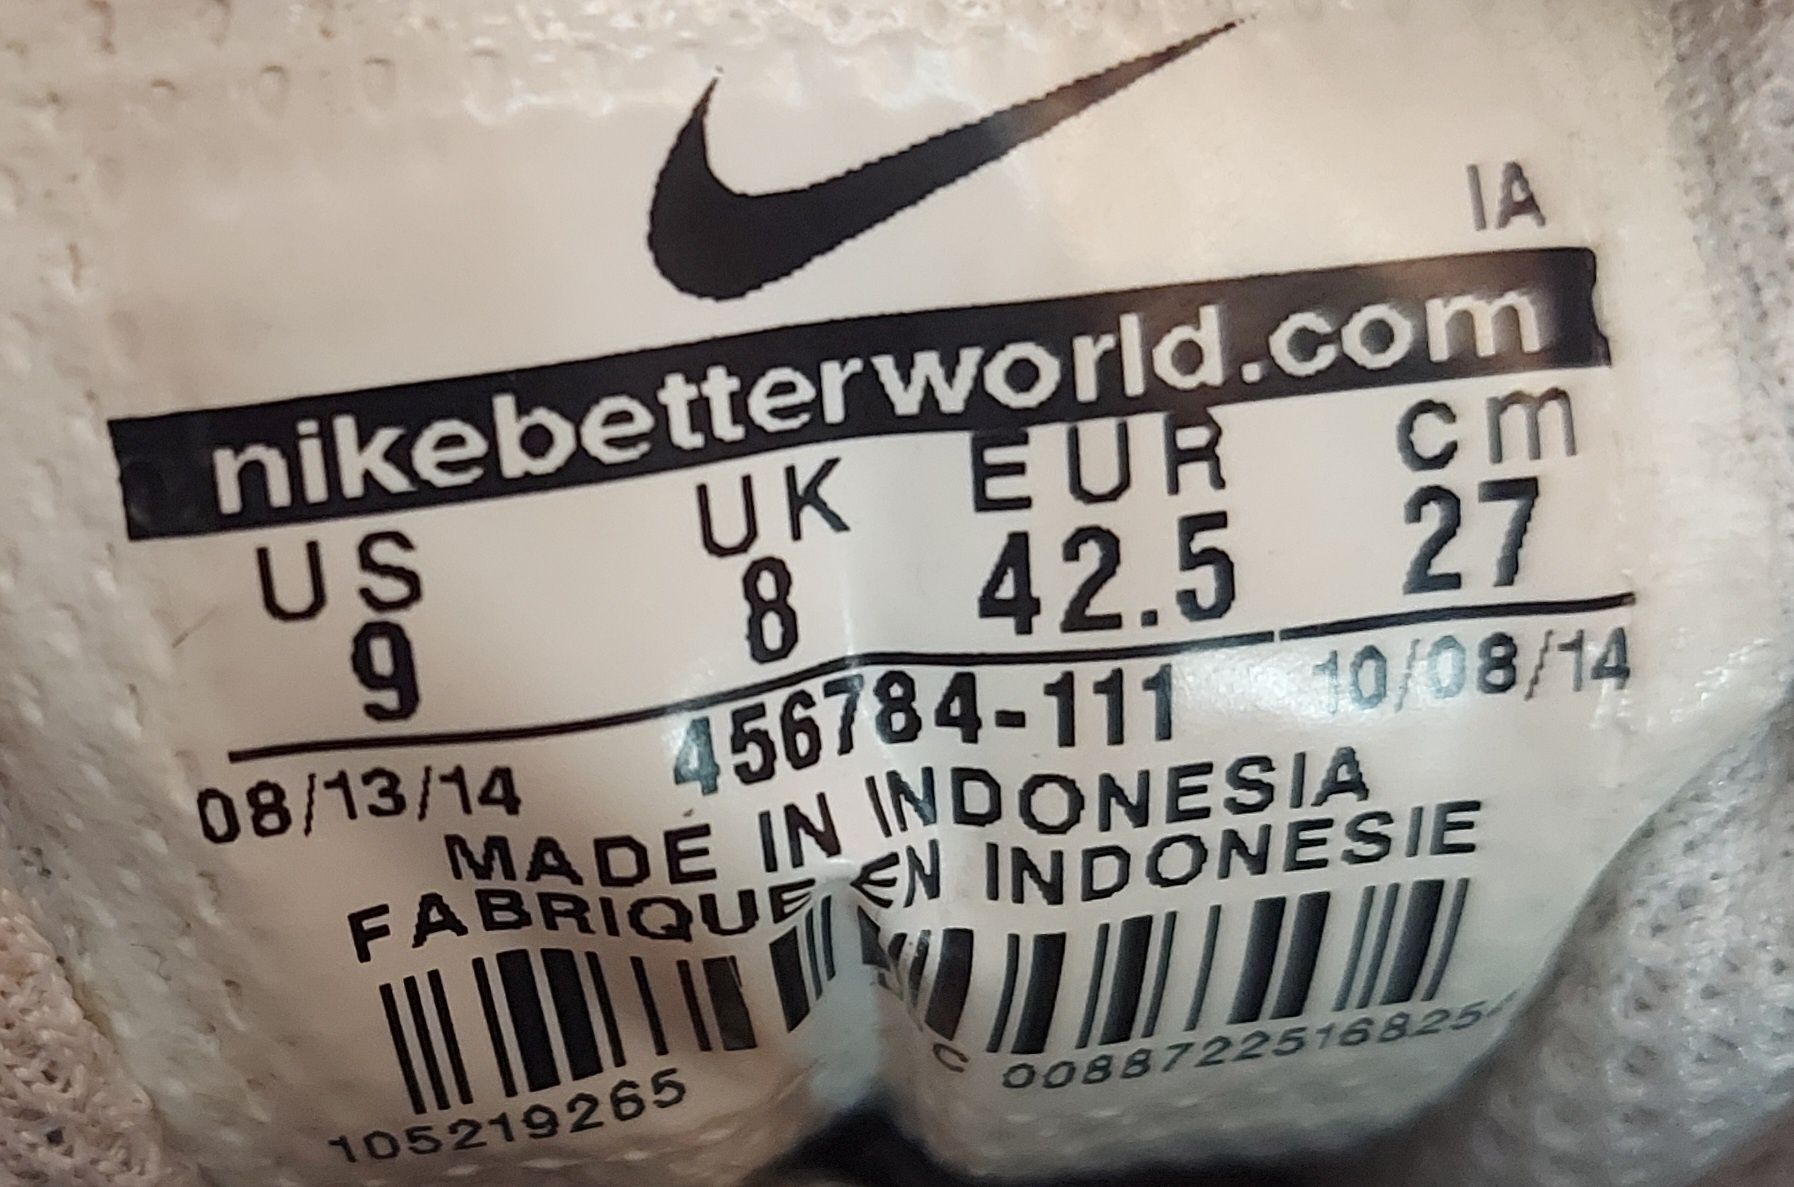 IA
nikebetterworld.com
US UK EUR cm
9 8 42.5 27
08/13/14 456784-111 10/08/14
MADE IN INDONESIA
FABRIQUE EN INDONESIE
105219265 C